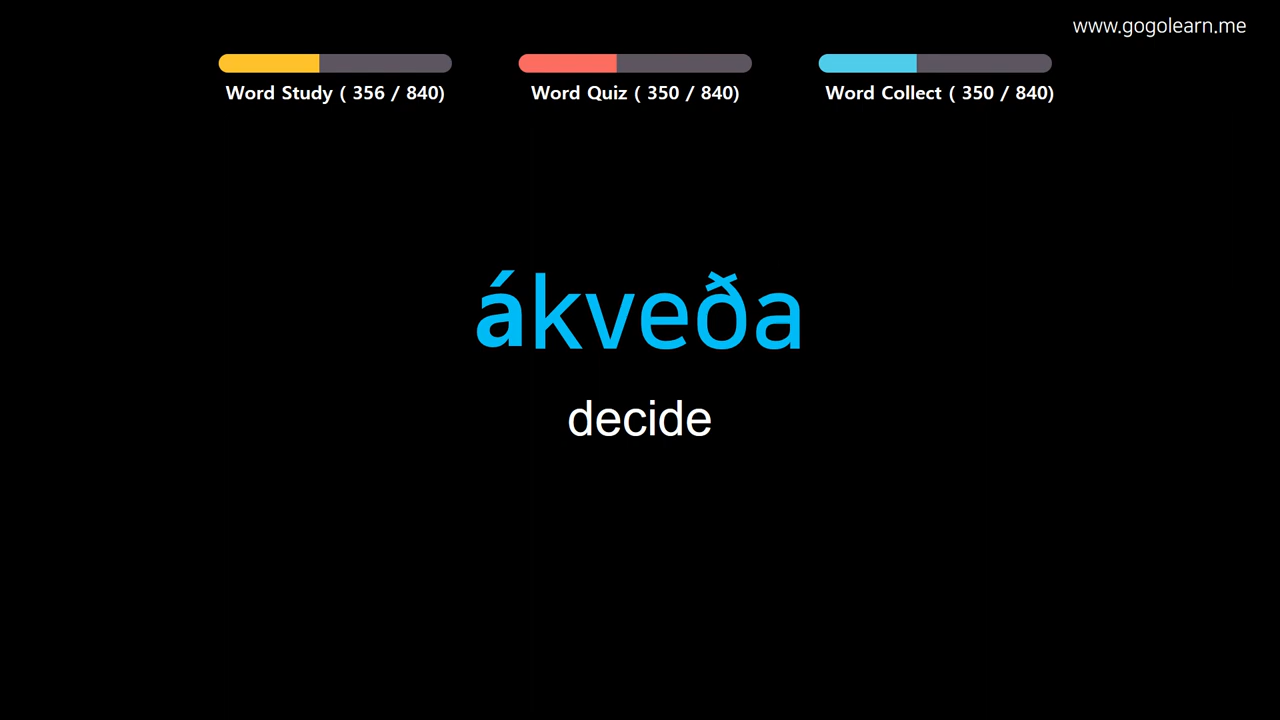 www.gogolearn.me
Word Study ( 356 / 840)
Word Quiz ( 350 / 840)
Word Collect ( 350 / 840)
ákveða
decide